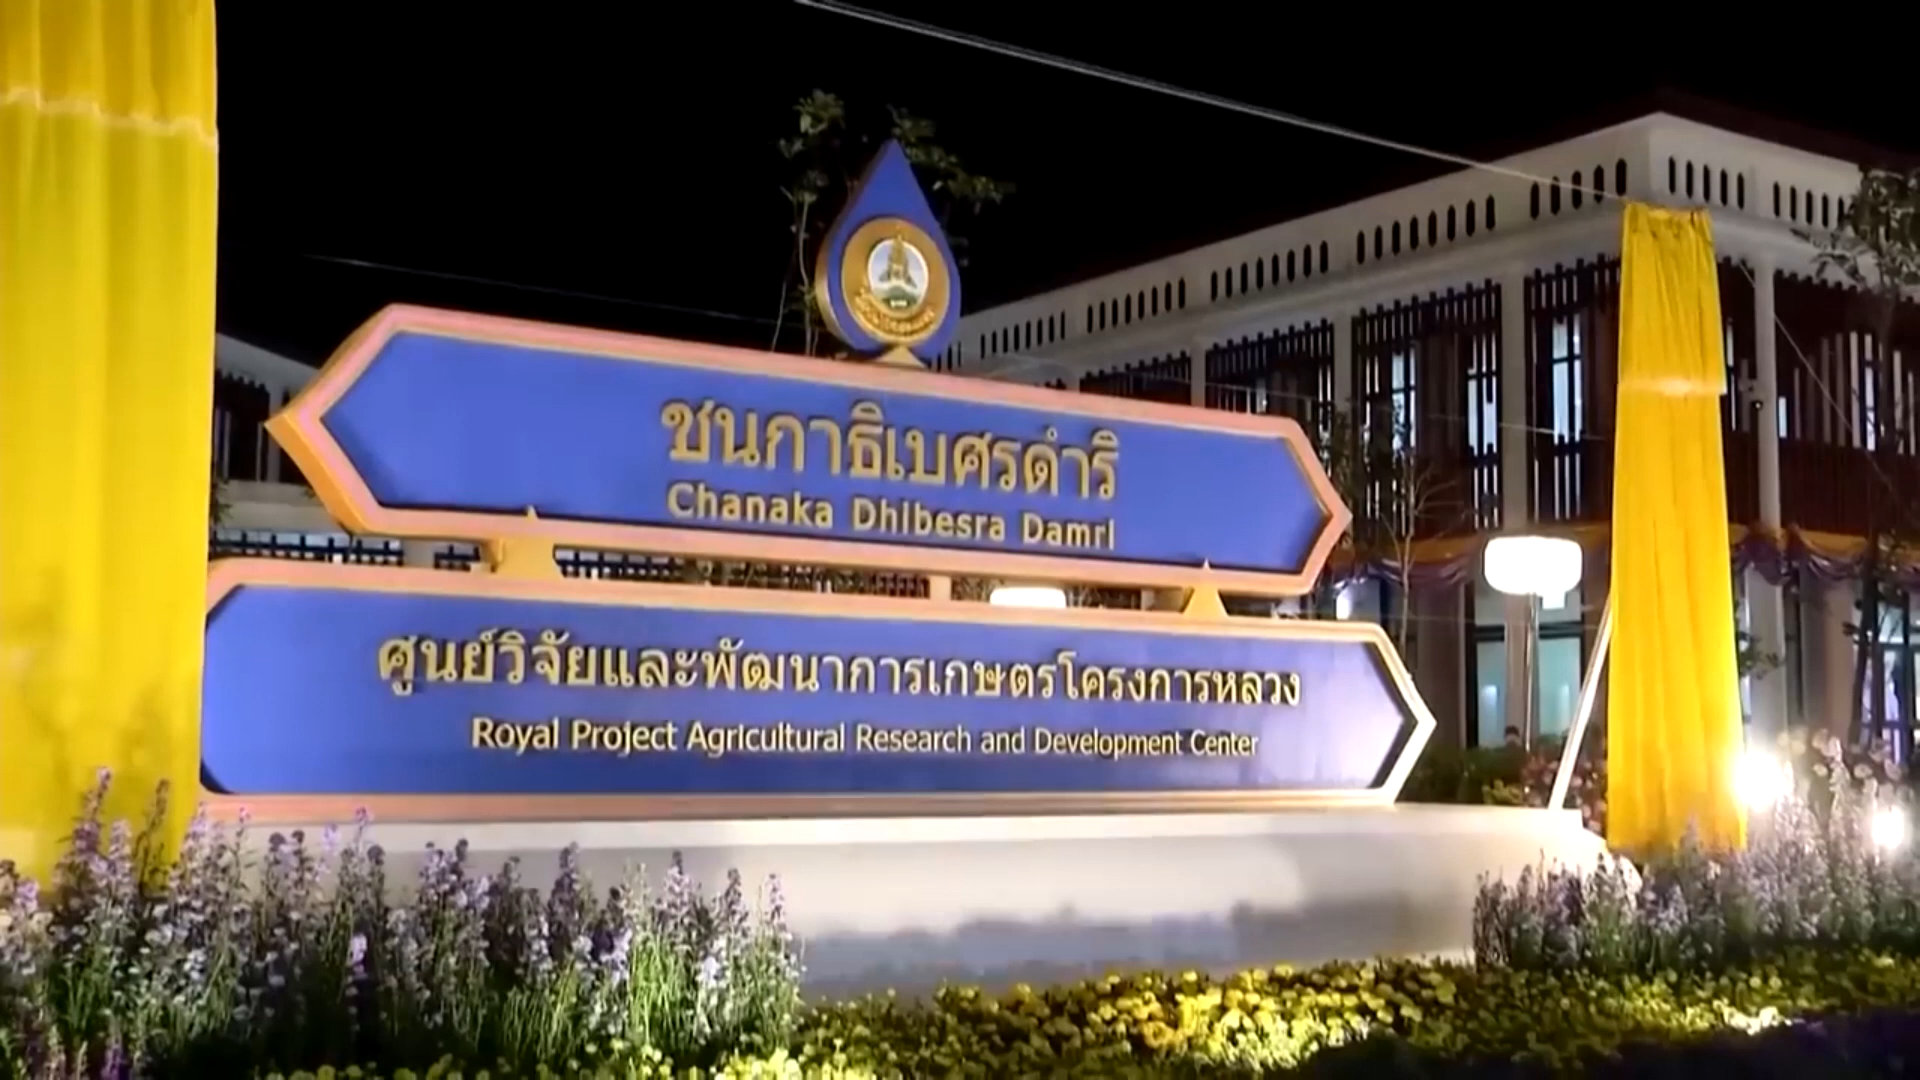 ชนกาธิเบศรดำริ
Chanaka Dhibesra Damri
ศูนย์วิจัยและพัฒนาการเกษตรโครงการหลวง
Royal Project Agricultural Research and Development Center